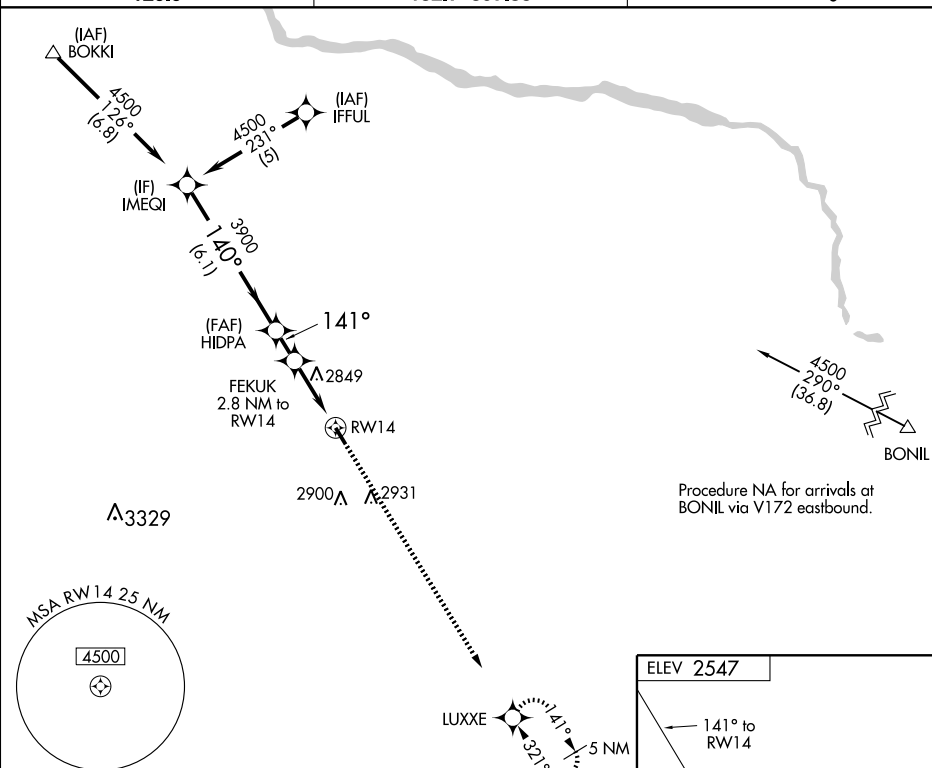 (IAF)
BOKKI
4500
126°
(6.8)
(IAF)
IFFUL
4500
231°
(5)
(IF)
IMEQI
3900
140°
(6.1)
(FAF)
HIDPA
141°
FEKUK
2.8 NM to
RW14
2849
RW14
4500
290°
(36.8)
BONIL
Procedure NA for arrivals at
BONIL via V172 eastbound.
2900
2931
3329
MSA RW14 25 NM
4500
LUXXE
141°
321°
5 NM
ELEV 2547
141° to
RW14